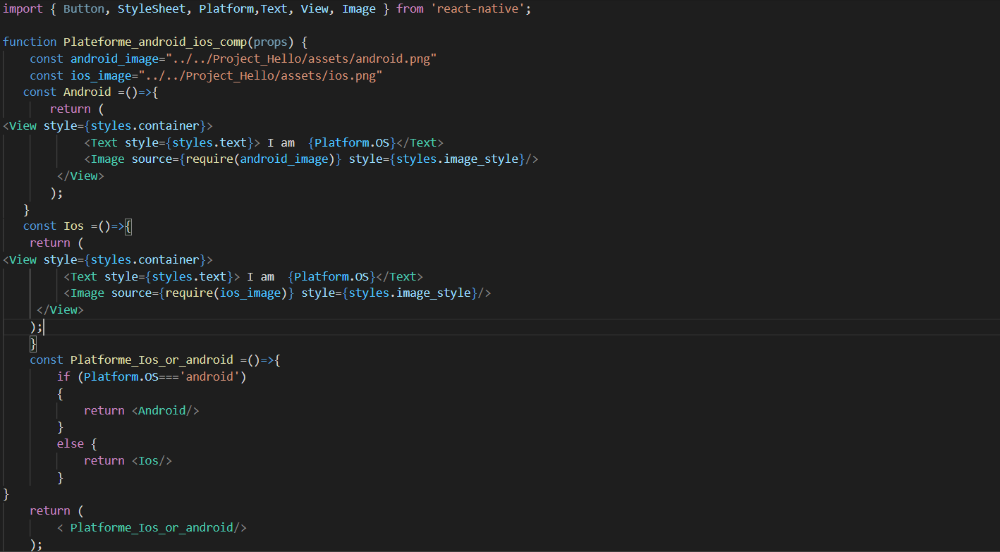 import { Button, StyleSheet, Platform,Text, View, Image } from 'react-native';
function Plateforme_android_ios_comp(props) {
const android_image="../../Project_Hello/assets/android.png"
const ios_image="../../Project_Hello/assets/ios.png"
const Android =()=>{
return (
<View style={styles.container}>
<Text style={styles.text}> I am  {Platform.OS}</Text>
<Image source={require(android_image)} style={styles.image_style}/>
</View>
);
}
const Ios =()=>{
return (
<View style={styles.container}>
<Text style={styles.text}> I am  {Platform.OS}</Text>
<Image source={require(ios_image)} style={styles.image_style}/>
</View>
);
}
const Platforme_Ios_or_android =()=>{
if (Platform.OS==='android')
{
return <Android/>
}
else {
return <Ios/>
}
}
return (
< Platforme_Ios_or_android/>
);